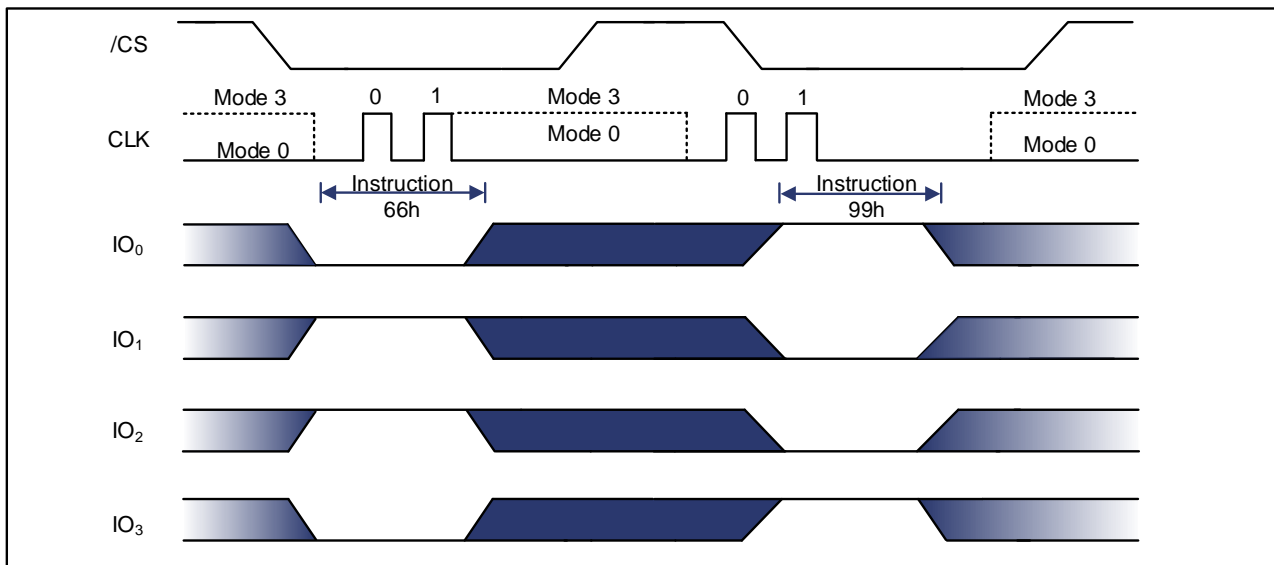 /CS
Mode 3 0 1 Mode 3 0 1 Mode 3
CLK
Mode 0 Mode 0 Mode 0
Instruction Instruction
66h 99h
IO₀
IO₁
IO₂
IO₃